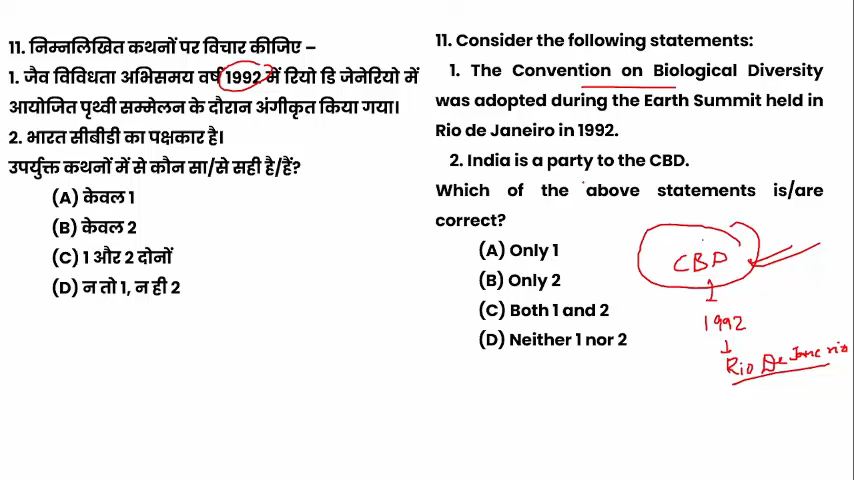 11. निम्नलिखित कथनों पर विचार कीजिए –
1. जैव विविधता अभिसमय वर्ष 1992 में रियो डि जेनेरियो में
आयोजित पृथ्वी सम्मेलन के दौरान अंगीकृत किया गया।
2. भारत सीबीडी का पक्षकार है।
उपर्युक्त कथनों में से कौन सा/से सही है/हैं?
(A) केवल 1
(B) केवल 2
(C) 1 और 2 दोनों
(D) न तो 1, न ही 2
11. Consider the following statements:
1. The Convention on Biological Diversity
was adopted during the Earth Summit held in
Rio de Janeiro in 1992.
2. India is a party to the CBD.
Which of the above statements is/are
correct?
(A) Only 1
(B) Only 2
(C) Both 1 and 2
(D) Neither 1 nor 2
CBD
1992
Rio De Janeiro